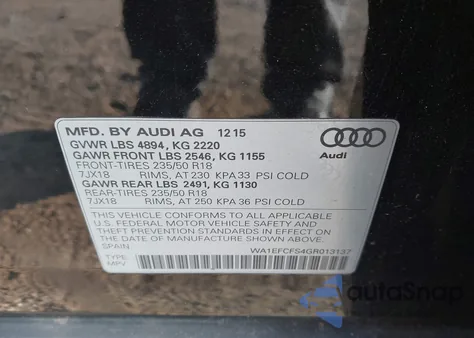 MFD. BY AUDI AG 12 15
GVWR LBS 4894, KG 2220
GAWR FRONT LBS 2546, KG 1155
FRONT-TIRES 235/50 R18
7JX18 RIMS, AT 230 KPA 33 PSI COLD
GAWR REAR LBS 2491, KG 1130
REAR-TIRES 235/50 R18
7JX18 RIMS, AT 250 KPA 36 PSI COLD
THIS VEHICLE CONFORMS TO ALL APPLICABLE
U.S. FEDERAL MOTOR VEHICLE SAFETY AND
THEFT PREVENTION STANDARDS IN EFFECT
ON THE DATE OF MANUFACTURE SHOWN ABOVE.
SPAIN
WA1EFCFS4GR013137
TYPE:
MPV
Audi
autoSnap